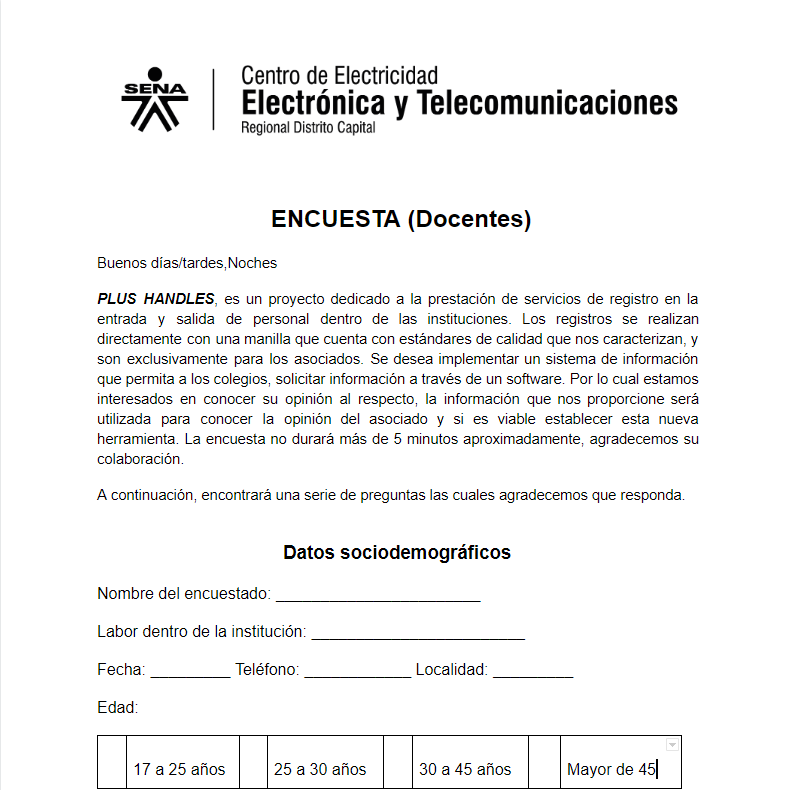 SENA
Centro de Electricidad
Electrónica y Telecomunicaciones
Regional Distrito Capital
ENCUESTA (Docentes)
Buenos días/tardes,Noches
PLUS HANDLES, es un proyecto dedicado a la prestación de servicios de registro en la
entrada y salida de personal dentro de las instituciones. Los registros se realizan
directamente con una manilla que cuenta con estándares de calidad que nos caracterizan, y
son exclusivamente para los asociados. Se desea implementar un sistema de información
que permita a los colegios, solicitar información a través de un software. Por lo cual estamos
interesados en conocer su opinión al respecto, la información que nos proporcione será
utilizada para conocer la opinión del asociado y si es viable establecer esta nueva
herramienta. La encuesta no durará más de 5 minutos aproximadamente, agradecemos su
colaboración.
A continuación, encontrará una serie de preguntas las cuales agradecemos que responda.
Datos sociodemográficos
Nombre del encuestado: _______________________
Labor dentro de la institución: ________________________
Fecha: _________ Teléfono: ____________ Localidad: _________
Edad:
17 a 25 años 25 a 30 años 30 a 45 años Mayor de 45